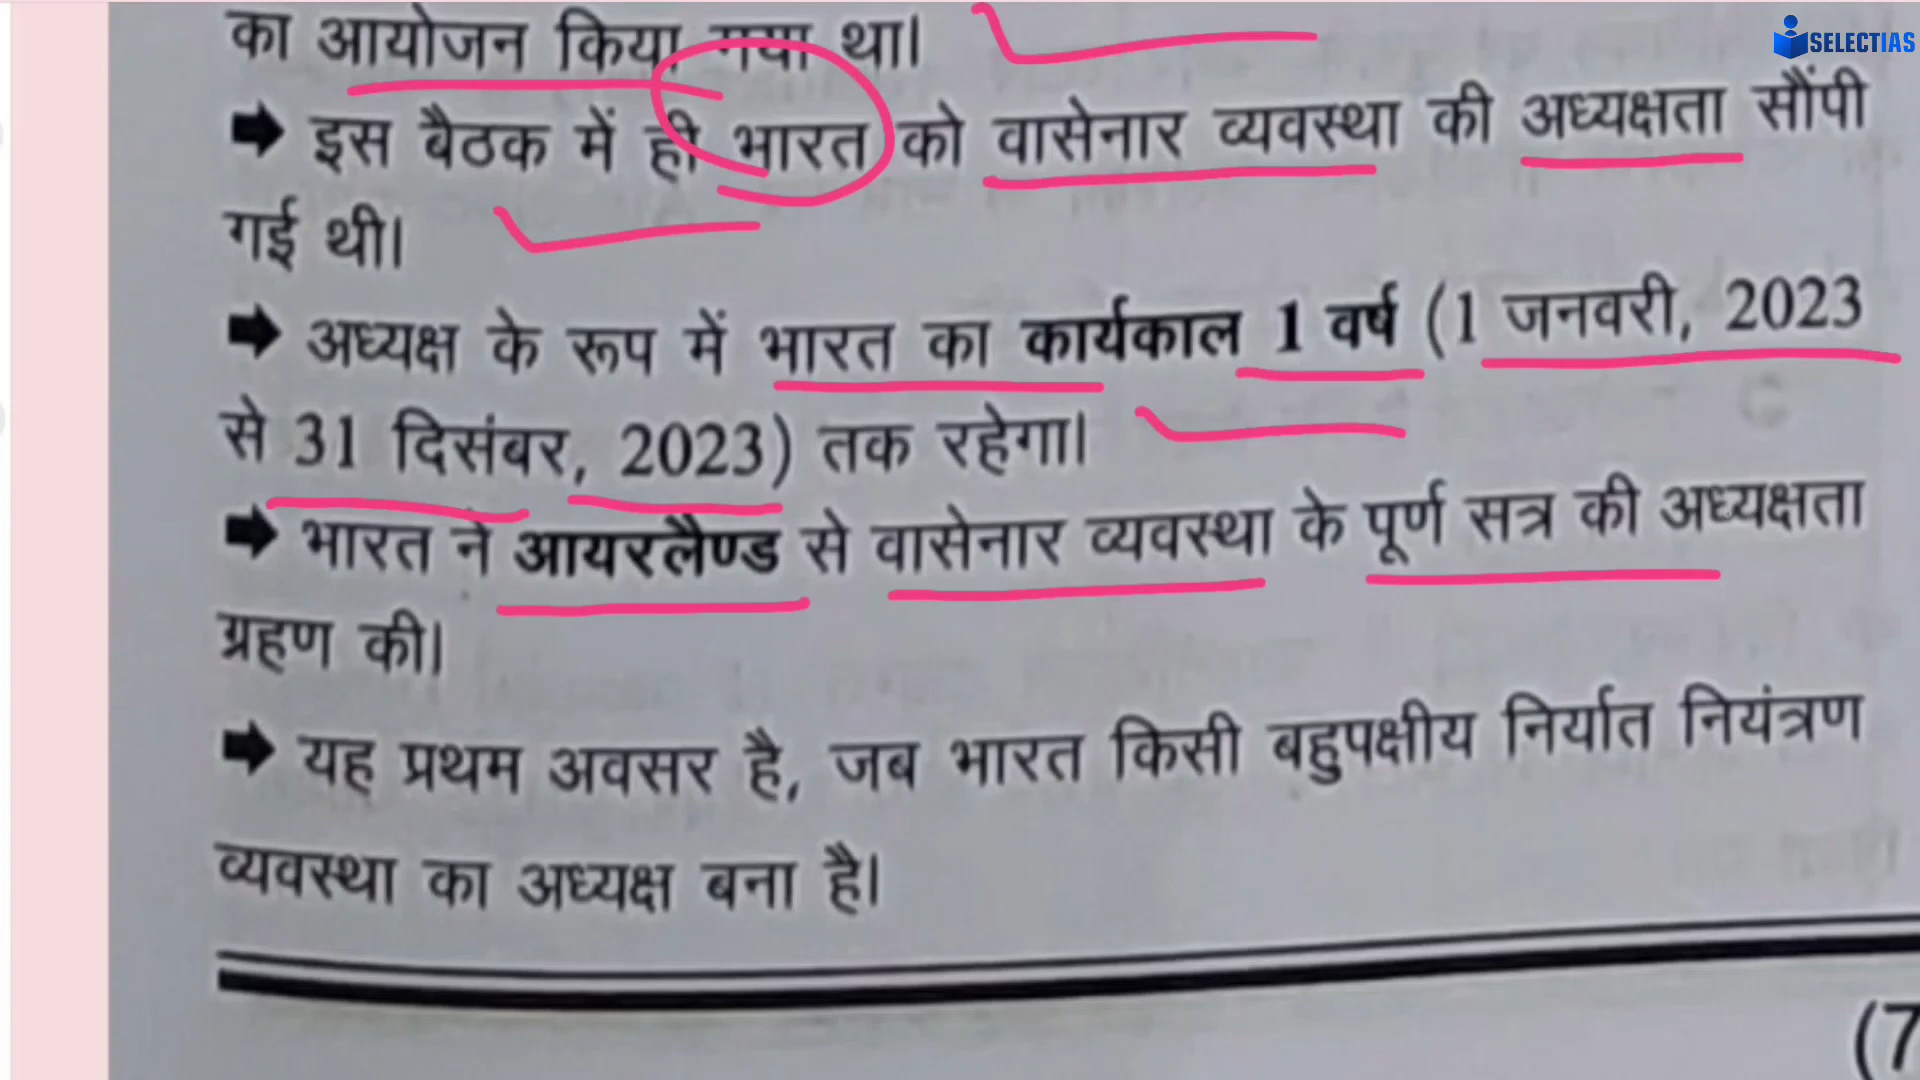 SELECTIAS
का आयोजन किया गया था।
➡ इस बैठक में ही भारत को वासेनार व्यवस्था की अध्यक्षता सौंपी
गई थी।
➡ अध्यक्ष के रूप में भारत का कार्यकाल 1 वर्ष (1 जनवरी, 2023
से 31 दिसंबर, 2023) तक रहेगा।
➡ भारत ने आयरलैण्ड से वासेनार व्यवस्था के पूर्ण सत्र की अध्यक्षता
ग्रहण की।
➡ यह प्रथम अवसर है, जब भारत किसी बहुपक्षीय निर्यात नियंत्रण
व्यवस्था का अध्यक्ष बना है।
(7